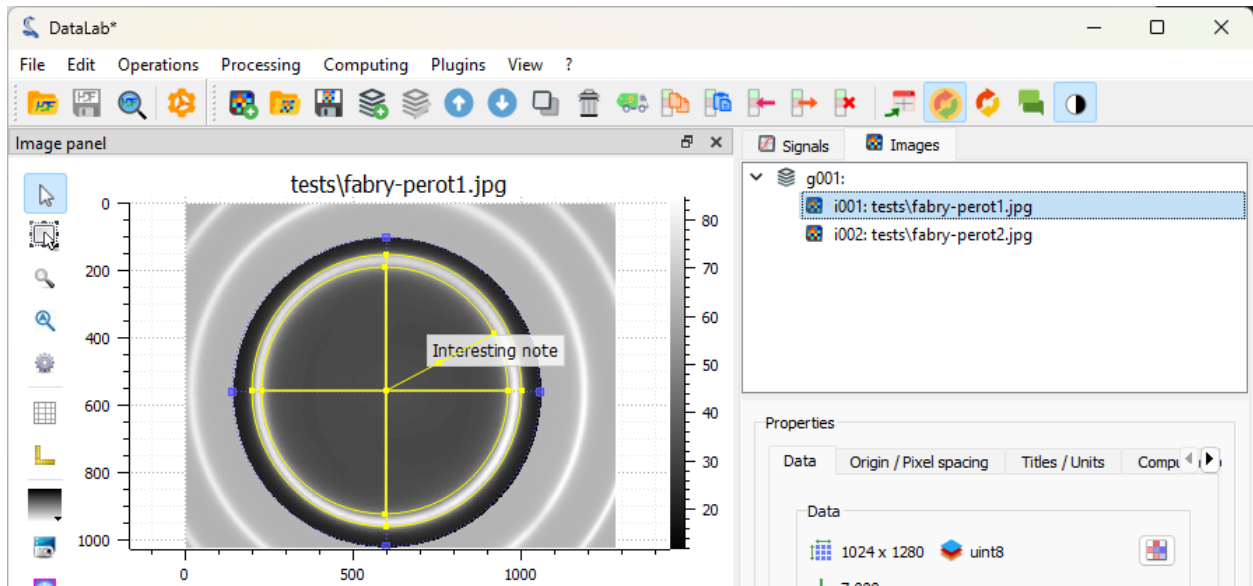 DataLab*
File Edit Operations Processing Computing Plugins View ?
Image panel
Signals Images
tests\fabry-perot1.jpg
g001:
i001: tests\fabry-perot1.jpg
i002: tests\fabry-perot2.jpg
0
200
400
600
800
1000
80
70
60
50
40
30
20
Interesting note
0 500 1000
Properties
Data Origin / Pixel spacing Titles / Units
Data
1024 x 1280 uint8